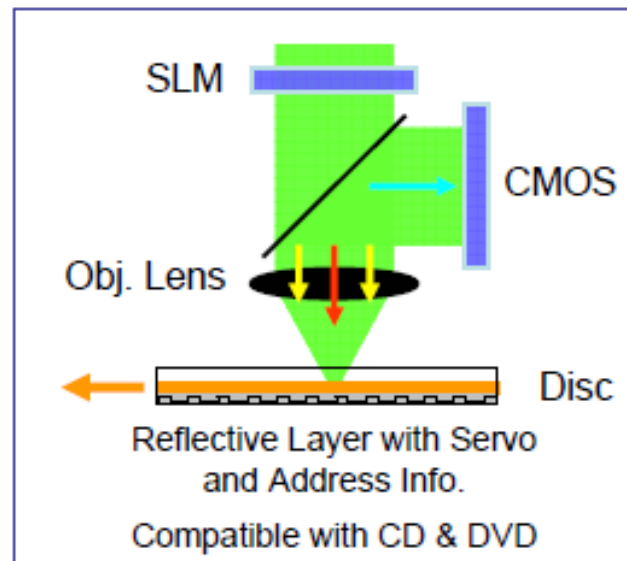 SLM
CMOS
Obj. Lens
Disc
Reflective Layer with Servo
and Address Info.
Compatible with CD & DVD